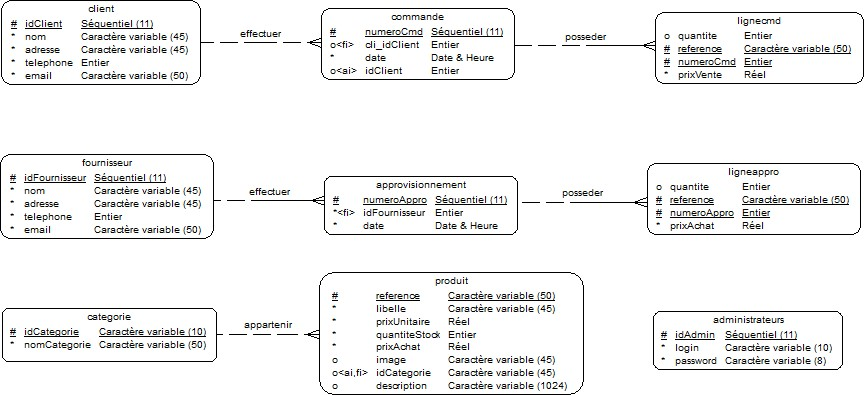 client
# idClient Séquentiel (11)
* nom Caractère variable (45)
* adresse Caractère variable (45)
* telephone Entier
* email Caractère variable (50)
effectuer
commande
# numeroCmd Séquentiel (11)
o<fi> cli_idClient Entier
* date Date & Heure
o<ai> idClient Entier
posseder
lignecmd
o quantite Entier
# reference Caractère variable (50)
# numeroCmd Entier
* prixVente Réel
fournisseur
# idFournisseur Séquentiel (11)
* nom Caractère variable (45)
* adresse Caractère variable (45)
* telephone Entier
* email Caractère variable (50)
effectuer
approvisionnement
# numeroAppro Séquentiel (11)
*<fi> idFournisseur Entier
* date Date & Heure
posseder
ligneappro
o quantite Entier
# reference Caractère variable (50)
# numeroAppro Entier
* prixAchat Réel
categorie
# idCategorie Caractère variable (10)
* nomCategorie Caractère variable (50)
appartenir
produit
# reference Caractère variable (50)
* libelle Caractère variable (45)
* prixUnitaire Réel
* quantiteStock Entier
* prixAchat Réel
o image Caractère variable (45)
o<ai,fi> idCategorie Caractère variable (45)
o description Caractère variable (1024)
administrateurs
# idAdmin Séquentiel (11)
* login Caractère variable (10)
* password Caractère variable (8)